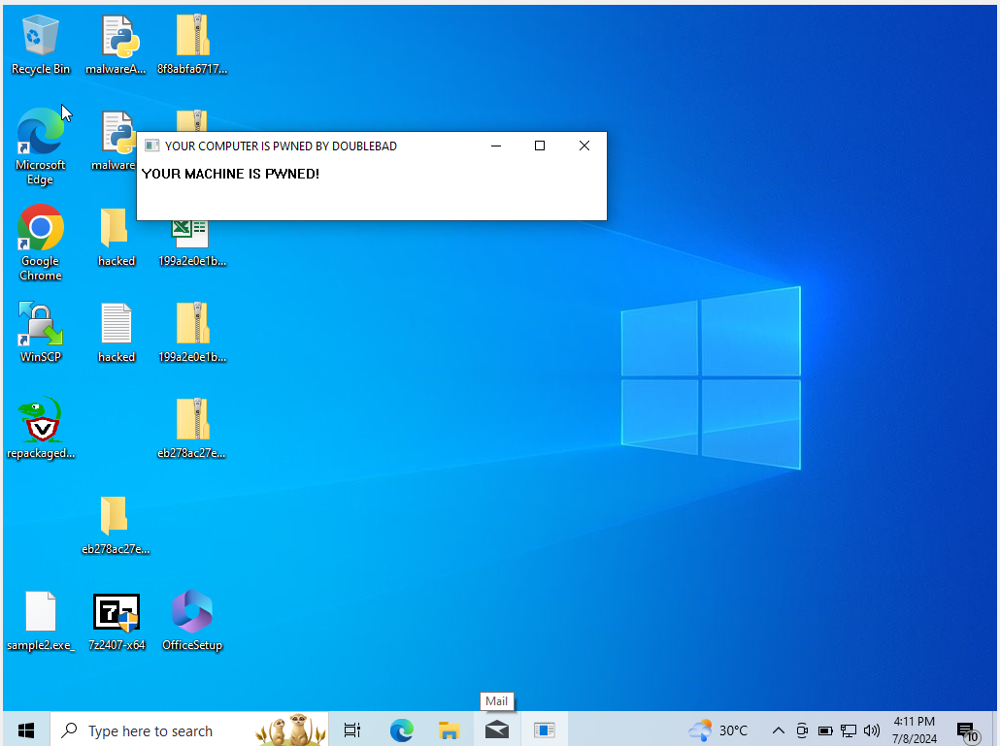 Recycle Bin
malwareA...
8f8abfa6717...
Microsoft
Edge
malware
YOUR COMPUTER IS PWNED BY DOUBLEBAD
YOUR MACHINE IS PWNED!
Google
Chrome
hacked
199a2e0e1b...
WinSCP
hacked
199a2e0e1b...
repackaged...
V
eb278ac27e...
eb278ac27e...
sample2.exe_
7z
7z2407-x64
OfficeSetup
Mail
Type here to search
30°C
4:11 PM
7/8/2024
10